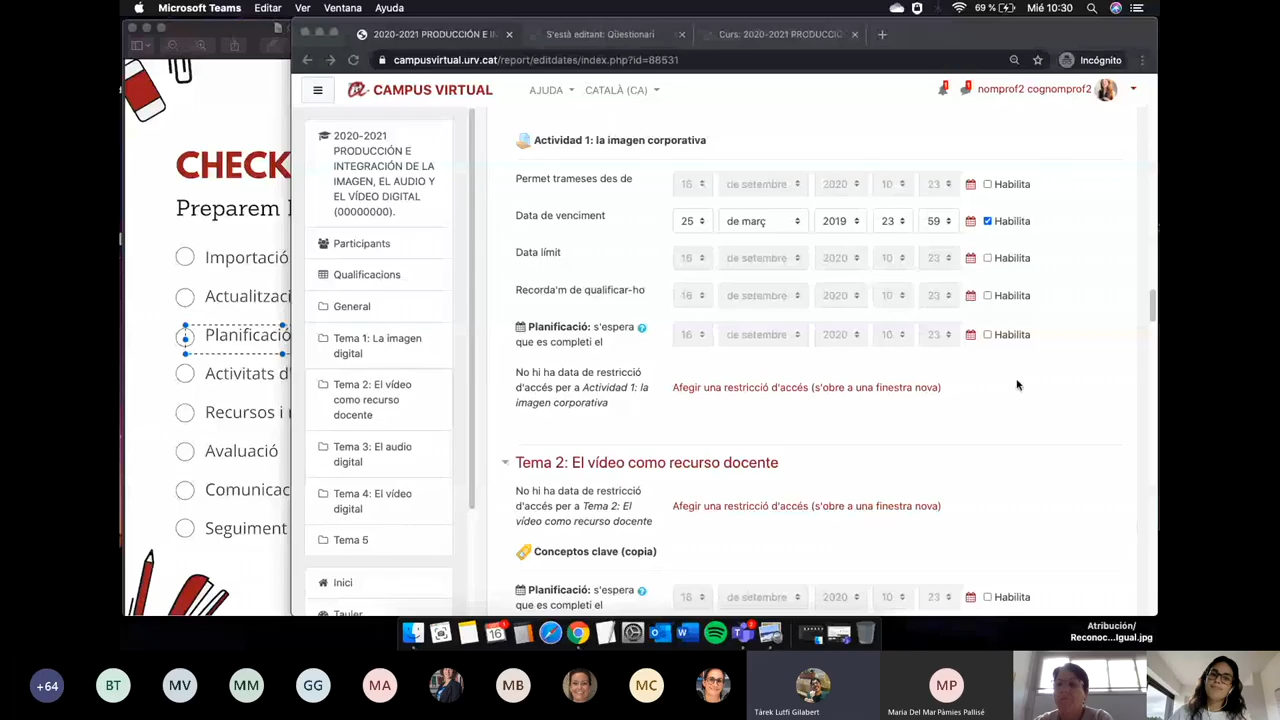 Microsoft Teams Editar Ver Ventana Ayuda
69 % Mié 10:30
2020-2021 PRODUCCIÓN E IN
S'està editant: Qüestionari
Curs: 2020-2021 PRODUCCIÓ
campusvirtual.urv.cat/report/editdates/index.php?id=88531
Incógnito
CAMPUS VIRTUAL
AJUDA CATALÀ (CA)
nomprof2 cognomprof2
CHECK
Preparem
Importació
Actualitzaci
Planificació
Activitats d
Recursos i
Avaluació
Comunicac
Seguiment
2020-2021
PRODUCCIÓN E
INTEGRACIÓN DE LA
IMAGEN, EL AUDIO Y
EL VÍDEO DIGITAL
(00000000).
Participants
Qualificacions
General
Tema 1: La imagen
digital
Tema 2: El vídeo
como recurso
docente
Tema 3: El audio
digital
Tema 4: El vídeo
digital
Tema 5
Inici
Tauler
Actividad 1: la imagen corporativa
Permet trameses des de 16 de setembre 2020 10 23 Habilita
Data de venciment 25 de març 2019 23 59 Habilita
Data límit 16 de setembre 2020 10 23 Habilita
Recorda'm de qualificar-ho 16 de setembre 2020 10 23 Habilita
Planificació: s'espera
que es completi el 16 de setembre 2020 10 23 Habilita
No hi ha data de restricció
d'accés per a Actividad 1: la
imagen corporativa
Afegir una restricció d'accés (s'obre a una finestra nova)
Tema 2: El vídeo como recurso docente
No hi ha data de restricció
d'accés per a Tema 2: El
vídeo como recurso docente
Afegir una restricció d'accés (s'obre a una finestra nova)
Conceptos clave (copia)
Planificació: s'espera
que es completi el 16 de setembre 2020 10 23 Habilita
16
Atribución/
Reconoc...Igual.jpg
+64 BT MV MM GG MA MB MC MP
Tàrek Lutfi Gilabert
Maria Del Mar Pàmies Pallisé